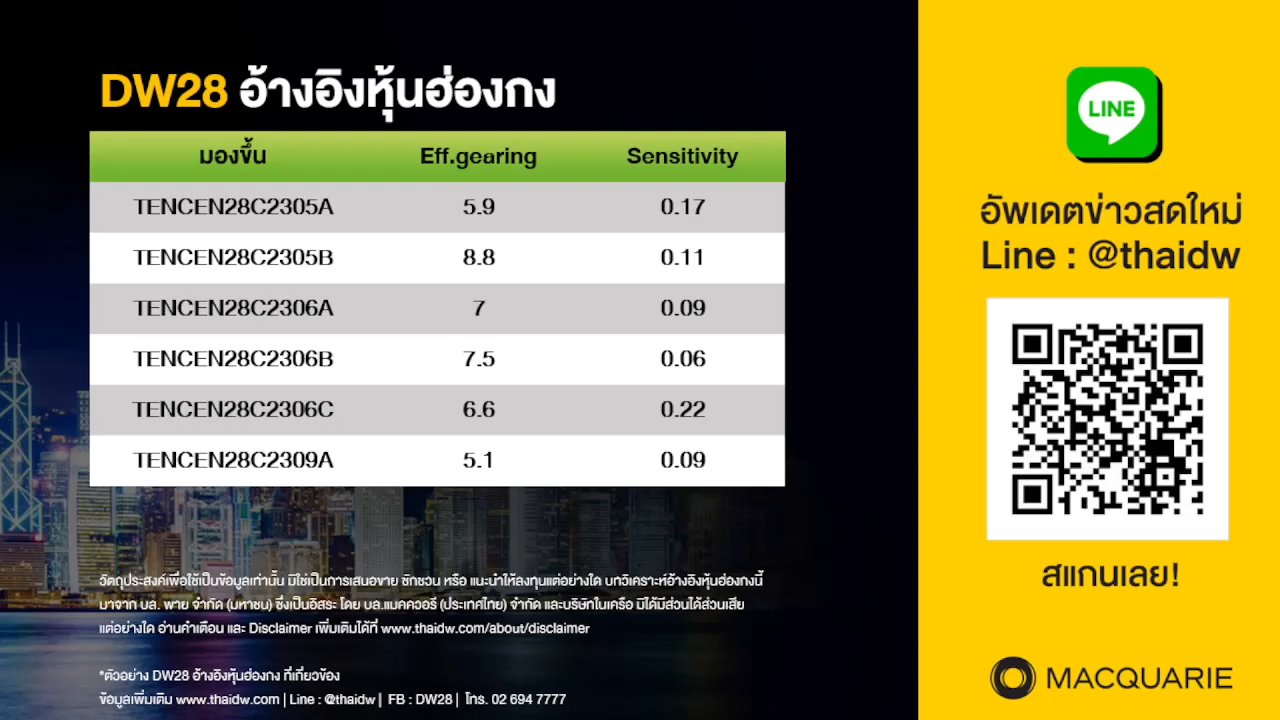 DW28 อ้างอิงหุ้นฮ่องกง
มองขึ้น Eff.gearing Sensitivity
TENCEN28C2305A 5.9 0.17
TENCEN28C2305B 8.8 0.11
TENCEN28C2306A 7 0.09
TENCEN28C2306B 7.5 0.06
TENCEN28C2306C 6.6 0.22
TENCEN28C2309A 5.1 0.09
วัตถุประสงค์เพื่อใช้เป็นข้อมูลเท่านั้น มิใช่เป็นการเสนอขาย ชักชวน หรือ แนะนำให้ลงทุนแต่อย่างใด บทวิเคราะห์อ้างอิงหุ้นฮ่องกงนี้
มาจาก บล. พาย จำกัด (มหาชน) ซึ่งเป็นอิสระ โดย บล.แมคควอรี (ประเทศไทย) จำกัด และบริษัทในเครือ มิได้มีส่วนได้ส่วนเสีย
แต่อย่างใด อ่านคำเตือน และ Disclaimer เพิ่มเติมได้ที่ www.thaidw.com/about/disclaimer
*ตัวอย่าง DW28 อ้างอิงหุ้นฮ่องกง ที่เกี่ยวข้อง
ข้อมูลเพิ่มเติม www.thaidw.com | Line : @thaidw | FB : DW28 | โทร. 02 694 7777
LINE
อัพเดตข่าวสดใหม่
Line : @thaidw
สแกนเลย!
MACQUARIE